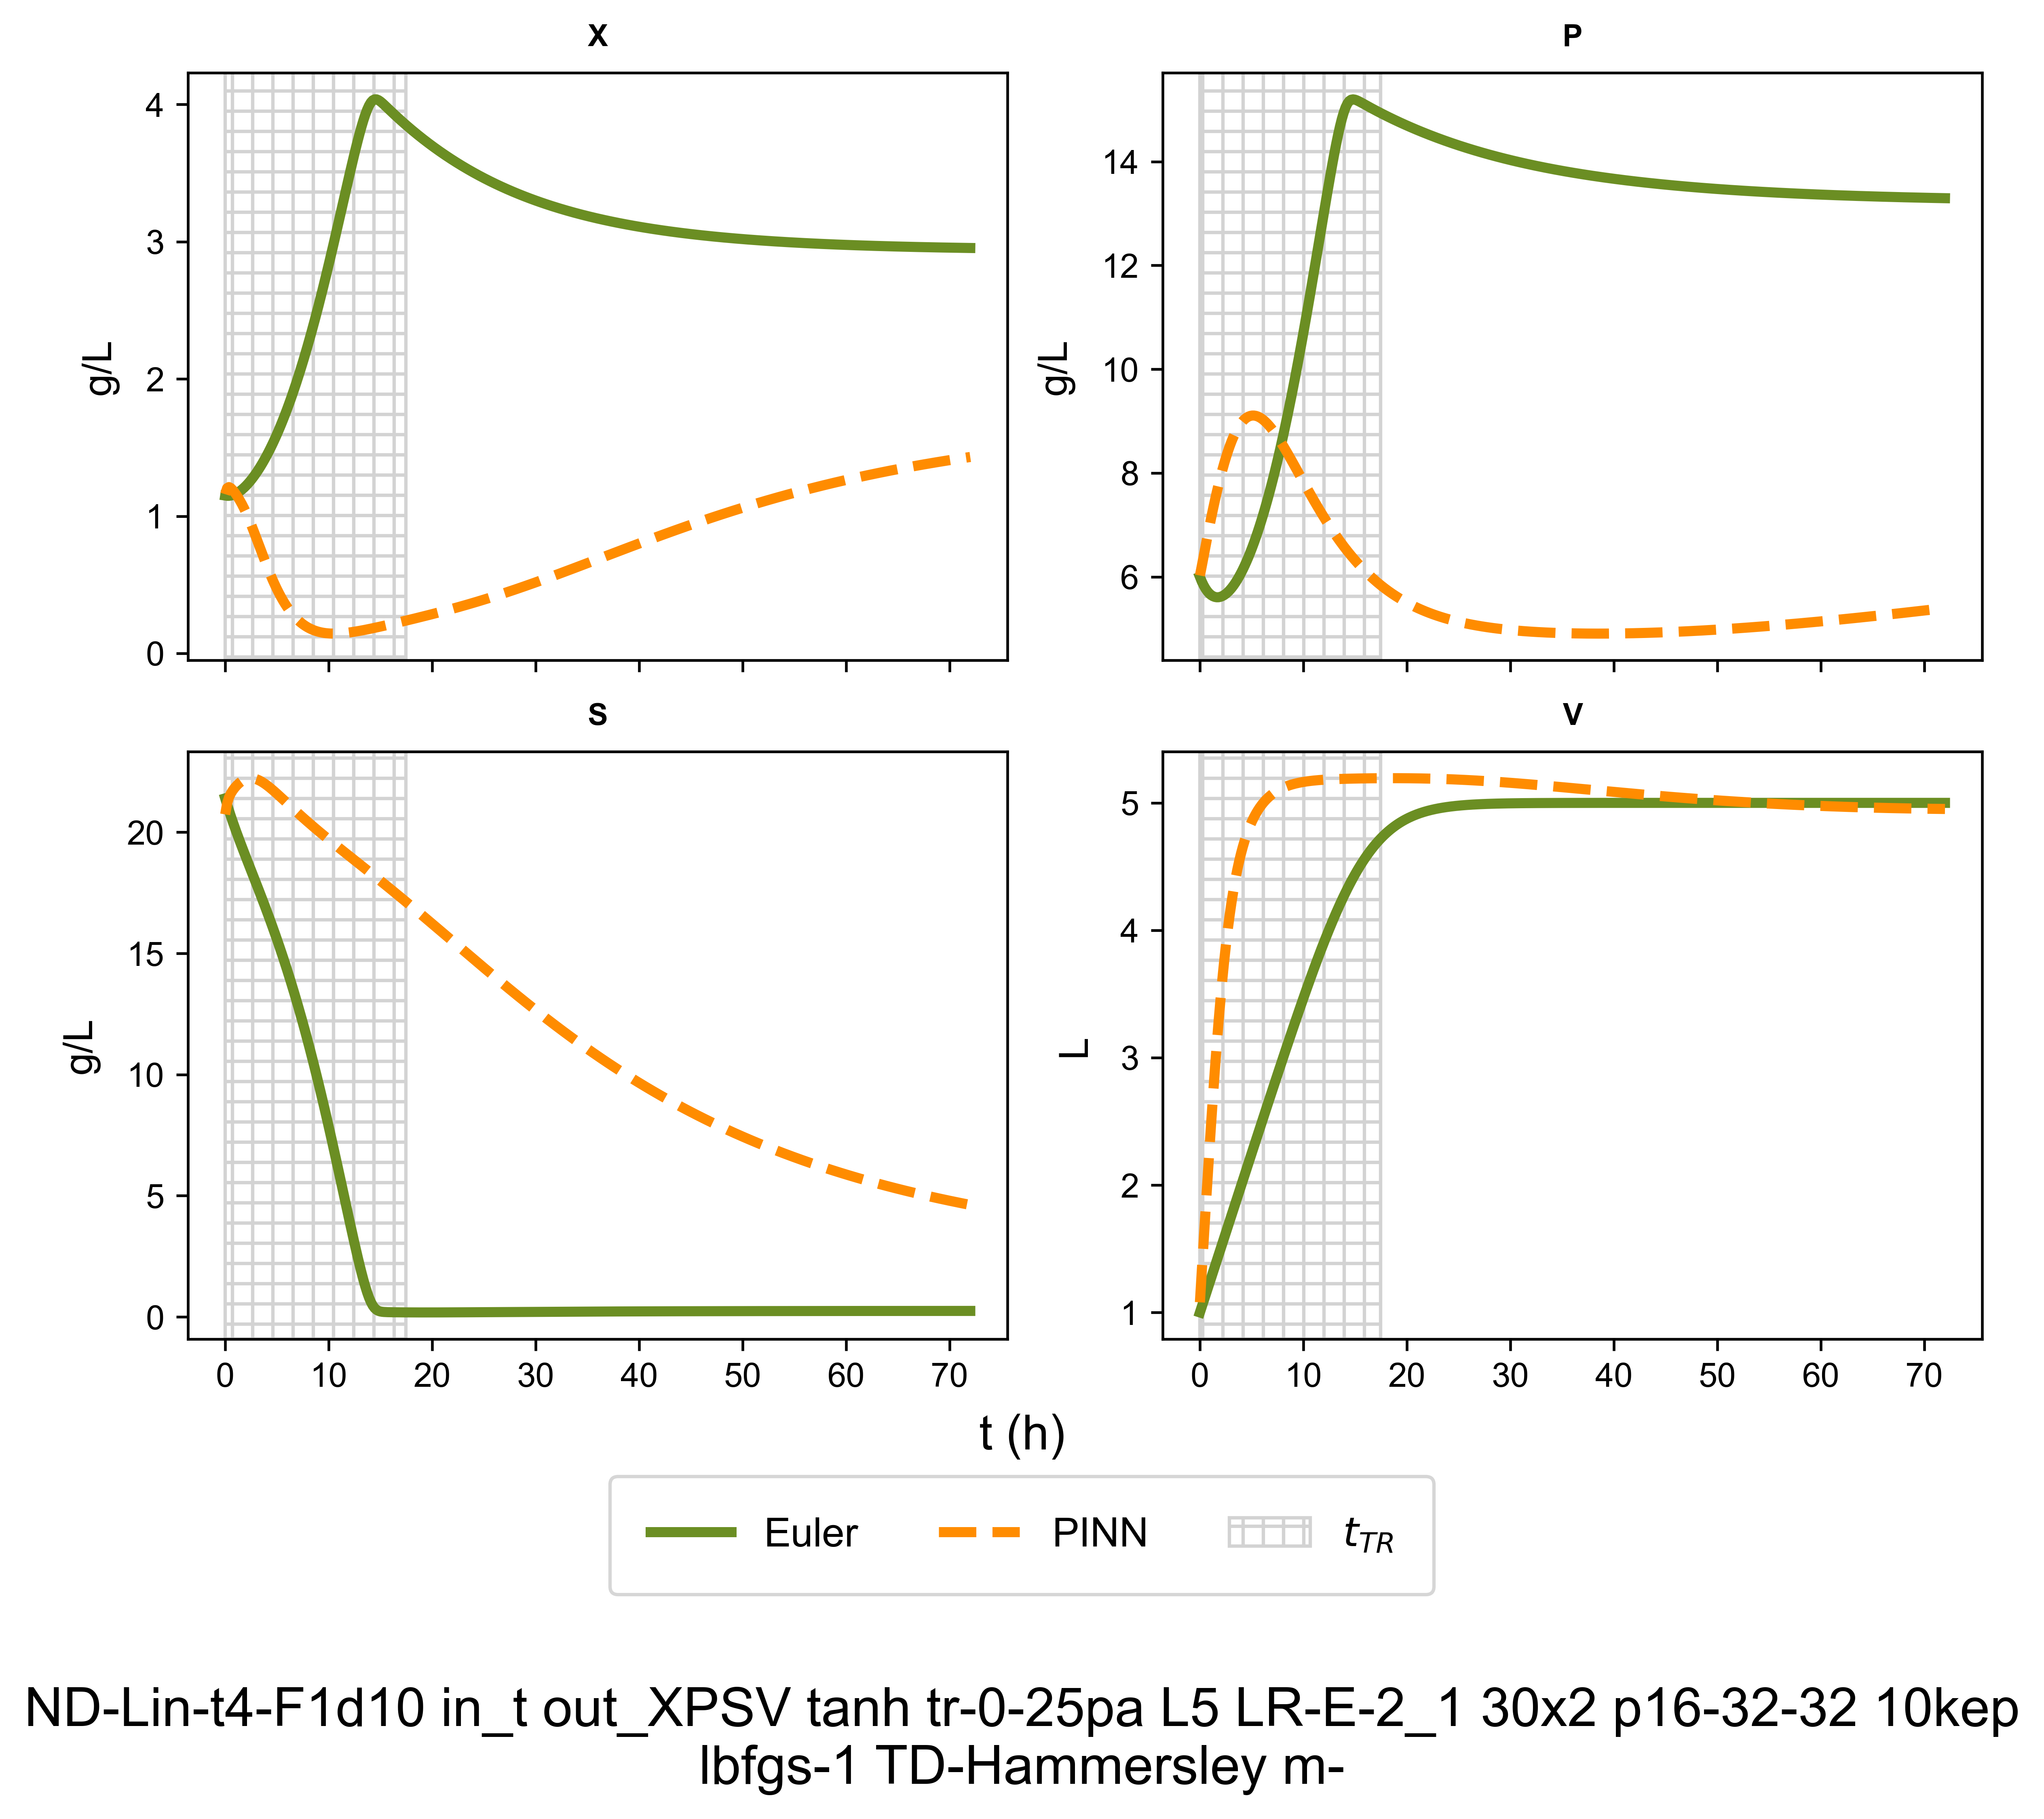 X
P
4
3
2
1
0
g/L
14
12
10
8
6
g/L
S
V
20
15
10
5
0
g/L
0 10 20 30 40 50 60 70
5
4
3
2
1
L
0 10 20 30 40 50 60 70
t (h)
Euler PINN t_TR
ND-Lin-t4-F1d10 in_t out_XPSV tanh tr-0-25pa L5 LR-E-2_1 30x2 p16-32-32 10kep
lbfgs-1 TD-Hammersley m-